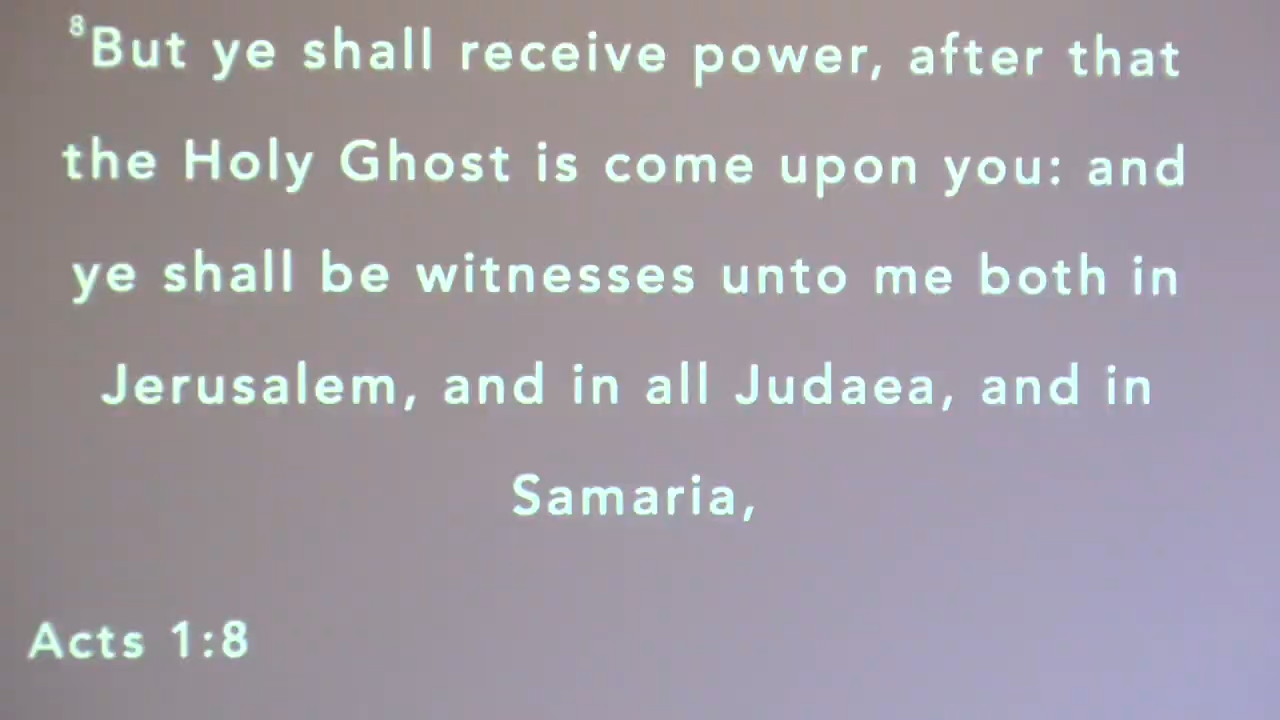 8But ye shall receive power, after that
the Holy Ghost is come upon you: and
ye shall be witnesses unto me both in
Jerusalem, and in all Judaea, and in
Samaria,
Acts 1:8